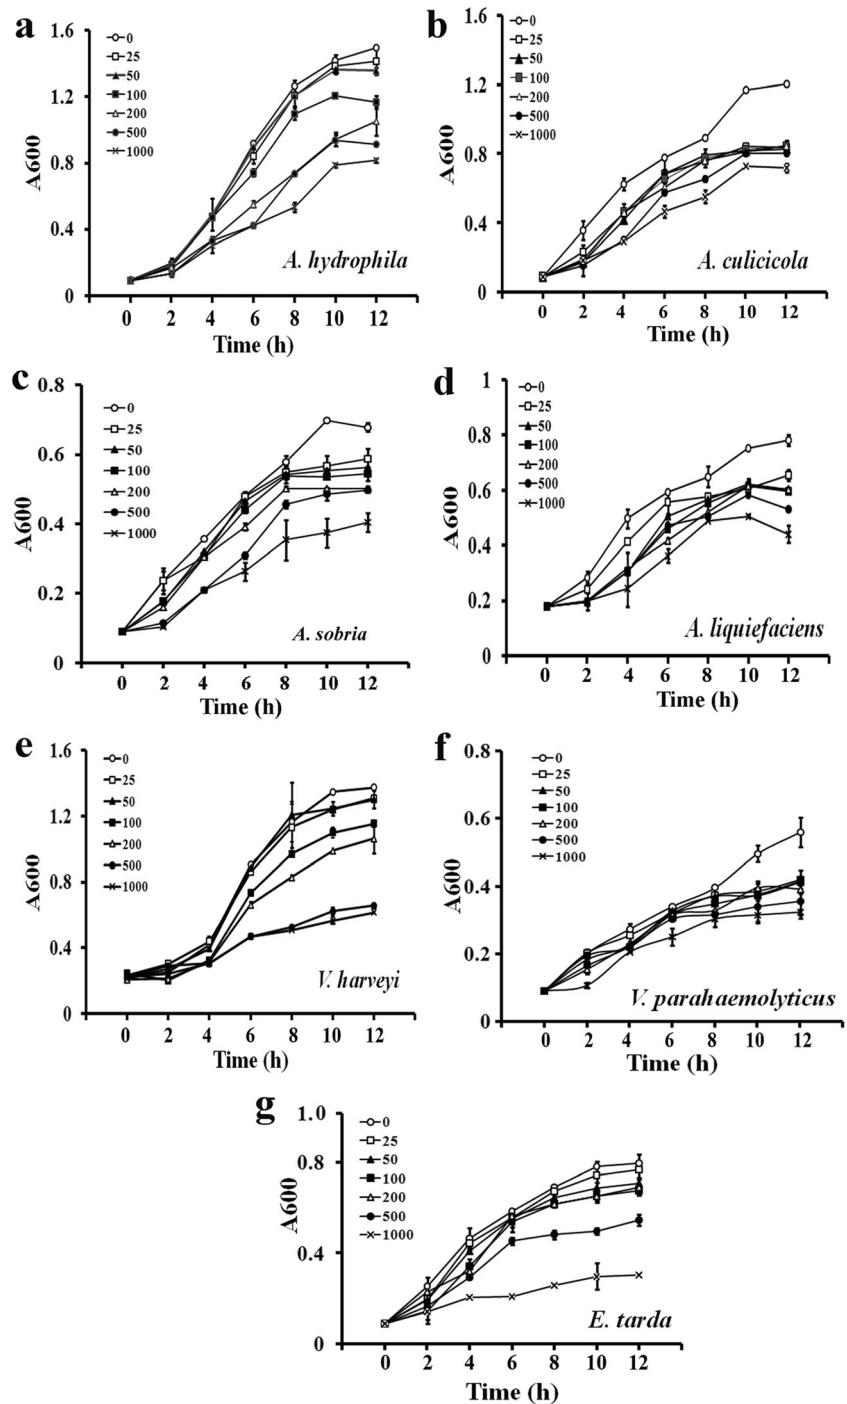 a
A600
1.6
1.2
0.8
0.4
0
0
25
50
100
200
500
1000
A. hydrophila
0 2 4 6 8 10 12
Time (h)
b
A600
1.6
1.2
0.8
0.4
0
0
25
50
100
200
500
1000
A. culicicola
0 2 4 6 8 10 12
Time (h)
c
A600
0.8
0.6
0.4
0.2
0
0
25
50
100
200
500
1000
A. sobria
0 2 4 6 8 10 12
Time (h)
d
A600
1
0.8
0.6
0.4
0.2
0
0
25
50
100
200
500
1000
A. liquiefaciens
0 2 4 6 8 10 12
Time (h)
e
A600
1.6
1.2
0.8
0.4
0
0
25
50
100
200
500
1000
V. harveyi
0 2 4 6 8 10 12
Time (h)
f
A600
0.8
0.6
0.4
0.2
0
0
25
50
100
200
500
1000
V. parahaemolyticus
0 2 4 6 8 10 12
Time (h)
g
A600
1.0
0.8
0.4
0
0
25
50
100
200
500
1000
E. tarda
0 2 4 6 8 10 12
Time (h)